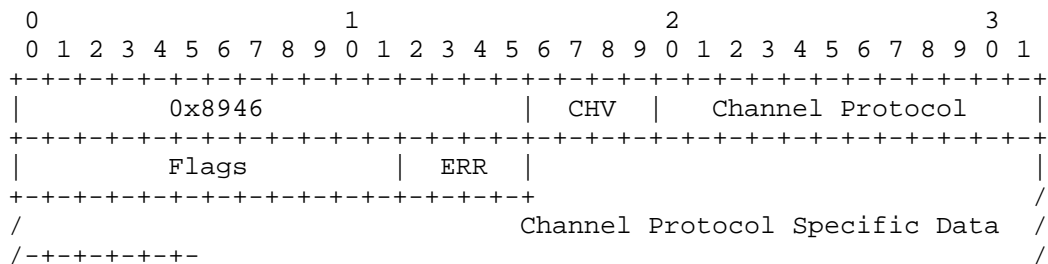 0                   1                   2                   3
 0 1 2 3 4 5 6 7 8 9 0 1 2 3 4 5 6 7 8 9 0 1 2 3 4 5 6 7 8 9 0 1
+-+-+-+-+-+-+-+-+-+-+-+-+-+-+-+-+-+-+-+-+-+-+-+-+-+-+-+-+-+-+-+-+
|         0x8946                |  CHV  |   Channel Protocol    |
+-+-+-+-+-+-+-+-+-+-+-+-+-+-+-+-+-+-+-+-+-+-+-+-+-+-+-+-+-+-+-+-+
|         Flags         |  ERR  |                               |
+-+-+-+-+-+-+-+-+-+-+-+-+-+-+-+-+                               /
/                               Channel Protocol Specific Data  /
/-+-+-+-+-+-                                                    /